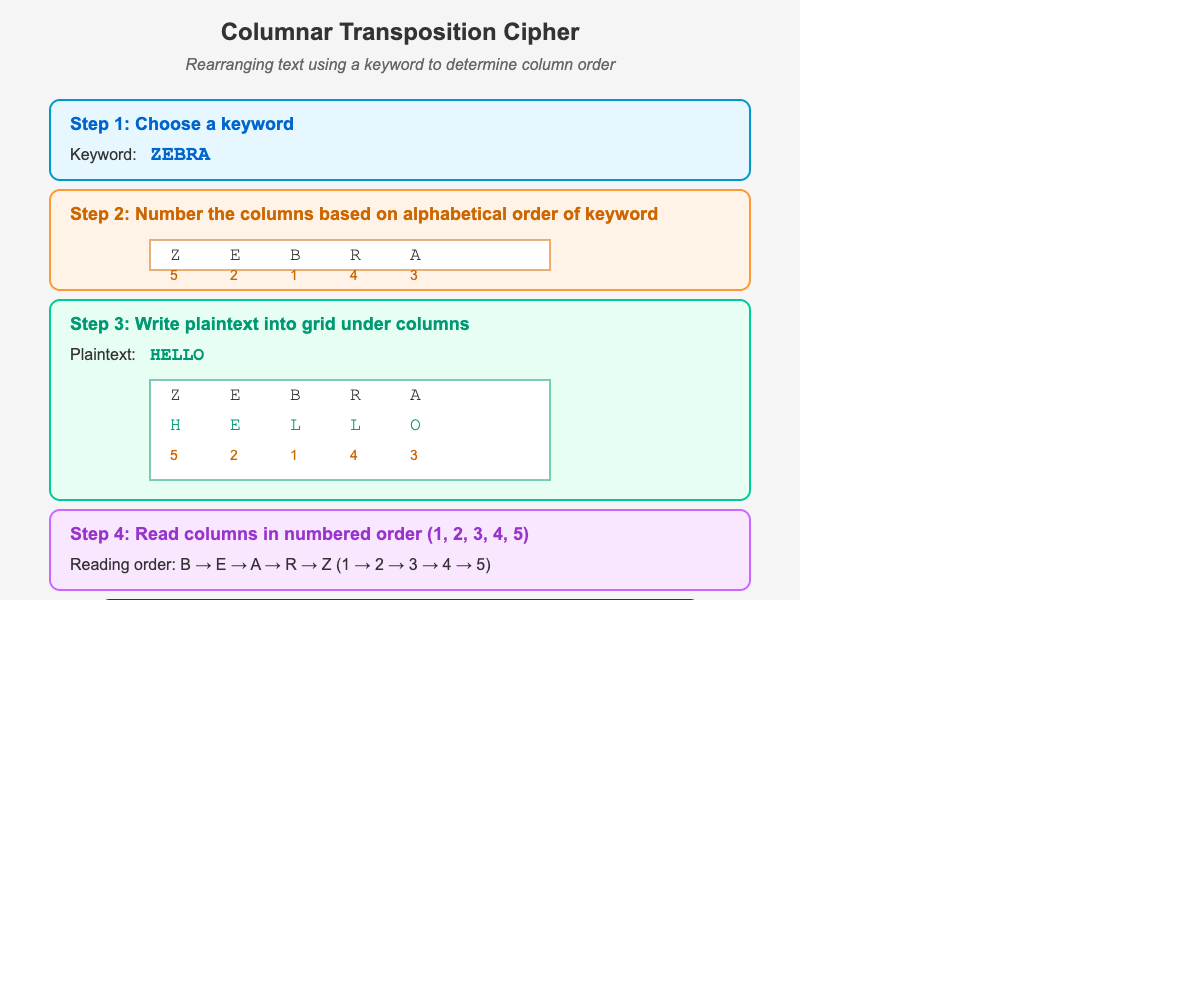 Columnar Transposition Cipher
Rearranging text using a keyword to determine column order
Step 1: Choose a keyword
Keyword: ZEBRA
Step 2: Number the columns based on alphabetical order of keyword
Z E B R A
5 2 1 4 3
Step 3: Write plaintext into grid under columns
Plaintext: HELLO
Z E B R A
H E L L O
5 2 1 4 3
Step 4: Read columns in numbered order (1, 2, 3, 4, 5)
Reading order: B → E → A → R → Z (1 → 2 → 3 → 4 → 5)